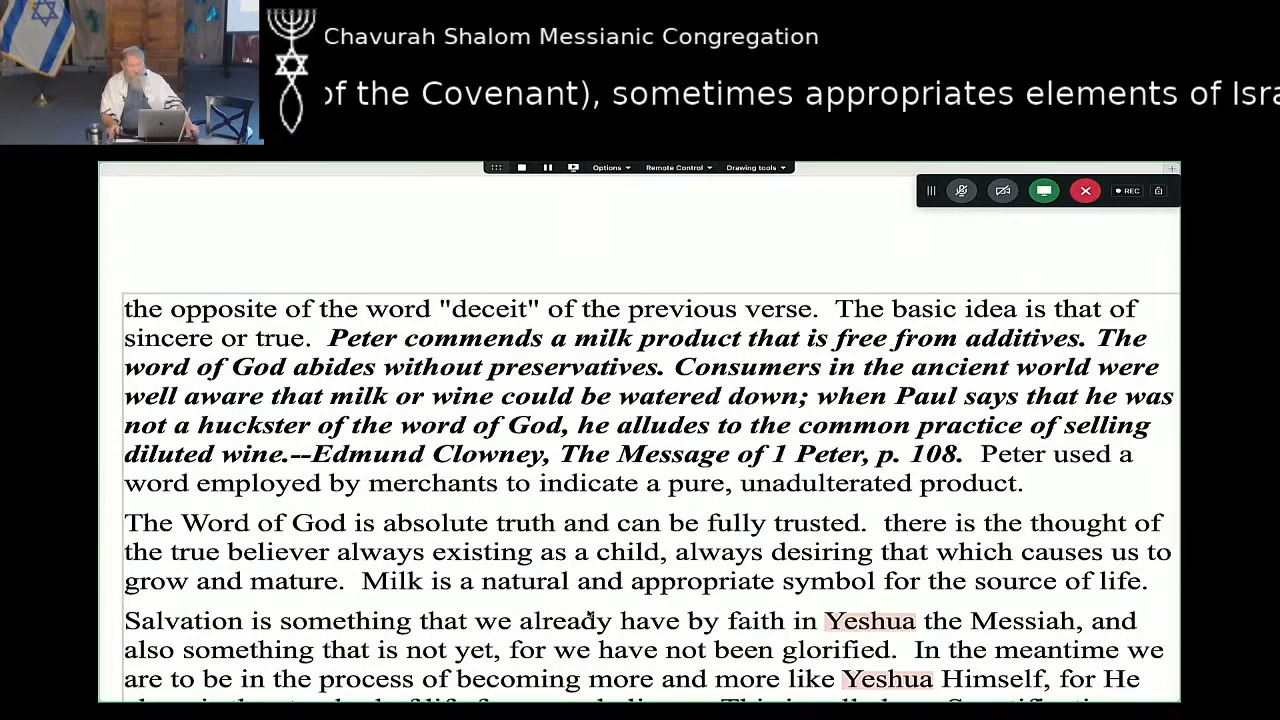 Chavurah Shalom Messianic Congregation
of the Covenant), sometimes appropriates elements of Isra
Options
Remote Control
Drawing tools
REC
the opposite of the word "deceit" of the previous verse.  The basic idea is that of
sincere or true.  Peter commends a milk product that is free from additives. The
word of God abides without preservatives. Consumers in the ancient world were
well aware that milk or wine could be watered down; when Paul says that he was
not a huckster of the word of God, he alludes to the common practice of selling
diluted wine.--Edmund Clowney, The Message of 1 Peter, p. 108.  Peter used a
word employed by merchants to indicate a pure, unadulterated product.
The Word of God is absolute truth and can be fully trusted.  there is the thought of
the true believer always existing as a child, always desiring that which causes us to
grow and mature.  Milk is a natural and appropriate symbol for the source of life.
Salvation is something that we already have by faith in Yeshua the Messiah, and
also something that is not yet, for we have not been glorified.  In the meantime we
are to be in the process of becoming more and more like Yeshua Himself, for He